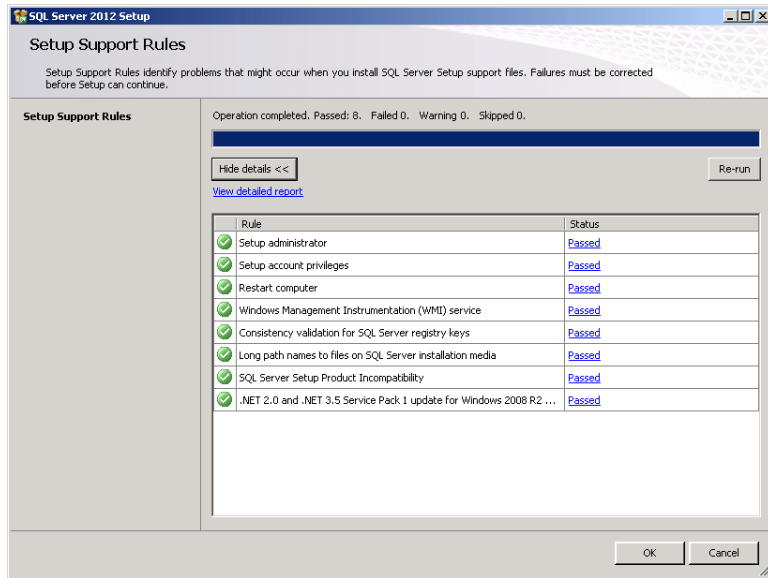 SQL Server 2012 Setup
Setup Support Rules
Setup Support Rules identify problems that might occur when you install SQL Server Setup support files. Failures must be corrected
before Setup can continue.
Setup Support Rules
Operation completed. Passed: 8. Failed 0. Warning 0. Skipped 0.
Hide details <<
Re-run
View detailed report
Rule Status
Setup administrator Passed
Setup account privileges Passed
Restart computer Passed
Windows Management Instrumentation (WMI) service Passed
Consistency validation for SQL Server registry keys Passed
Long path names to files on SQL Server installation media Passed
SQL Server Setup Product Incompatibility Passed
.NET 2.0 and .NET 3.5 Service Pack 1 update for Windows 2008 R2 ... Passed
OK Cancel